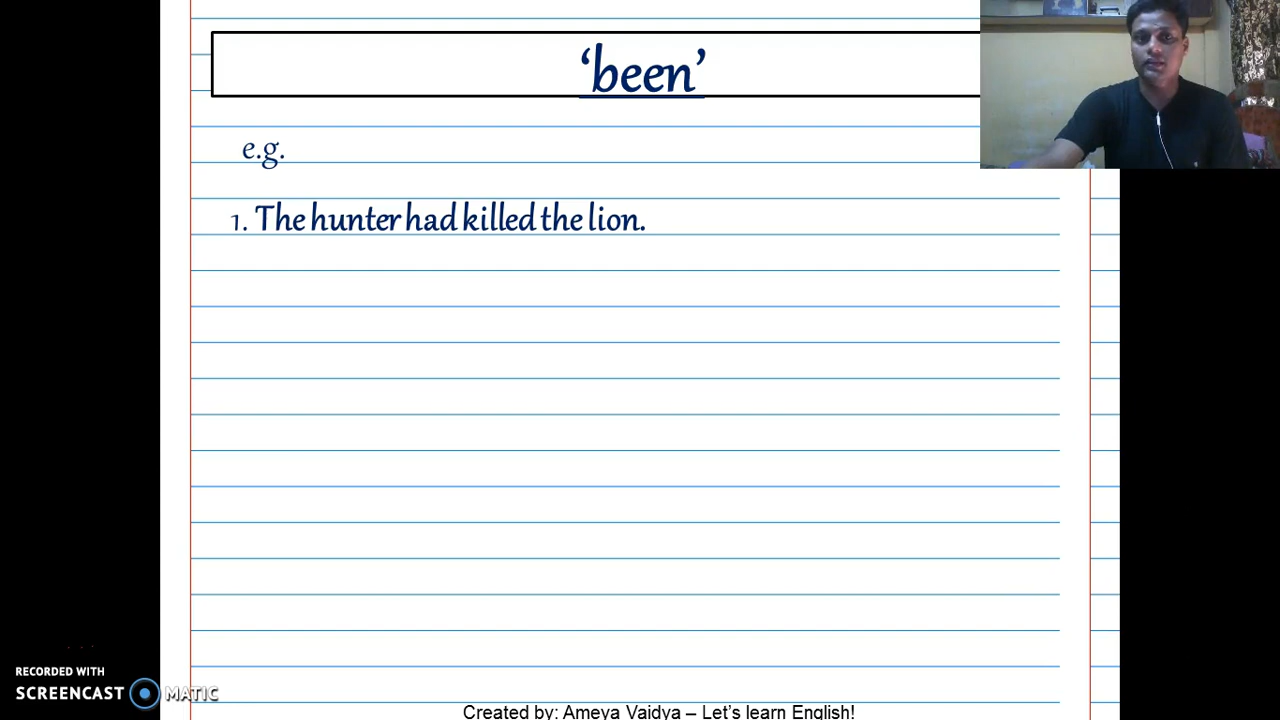 ‘been’
e.g.
1. The hunter had killed the lion.
RECORDED WITH
SCREENCAST MATIC
Created by: Ameya Vaidya – Let’s learn English!